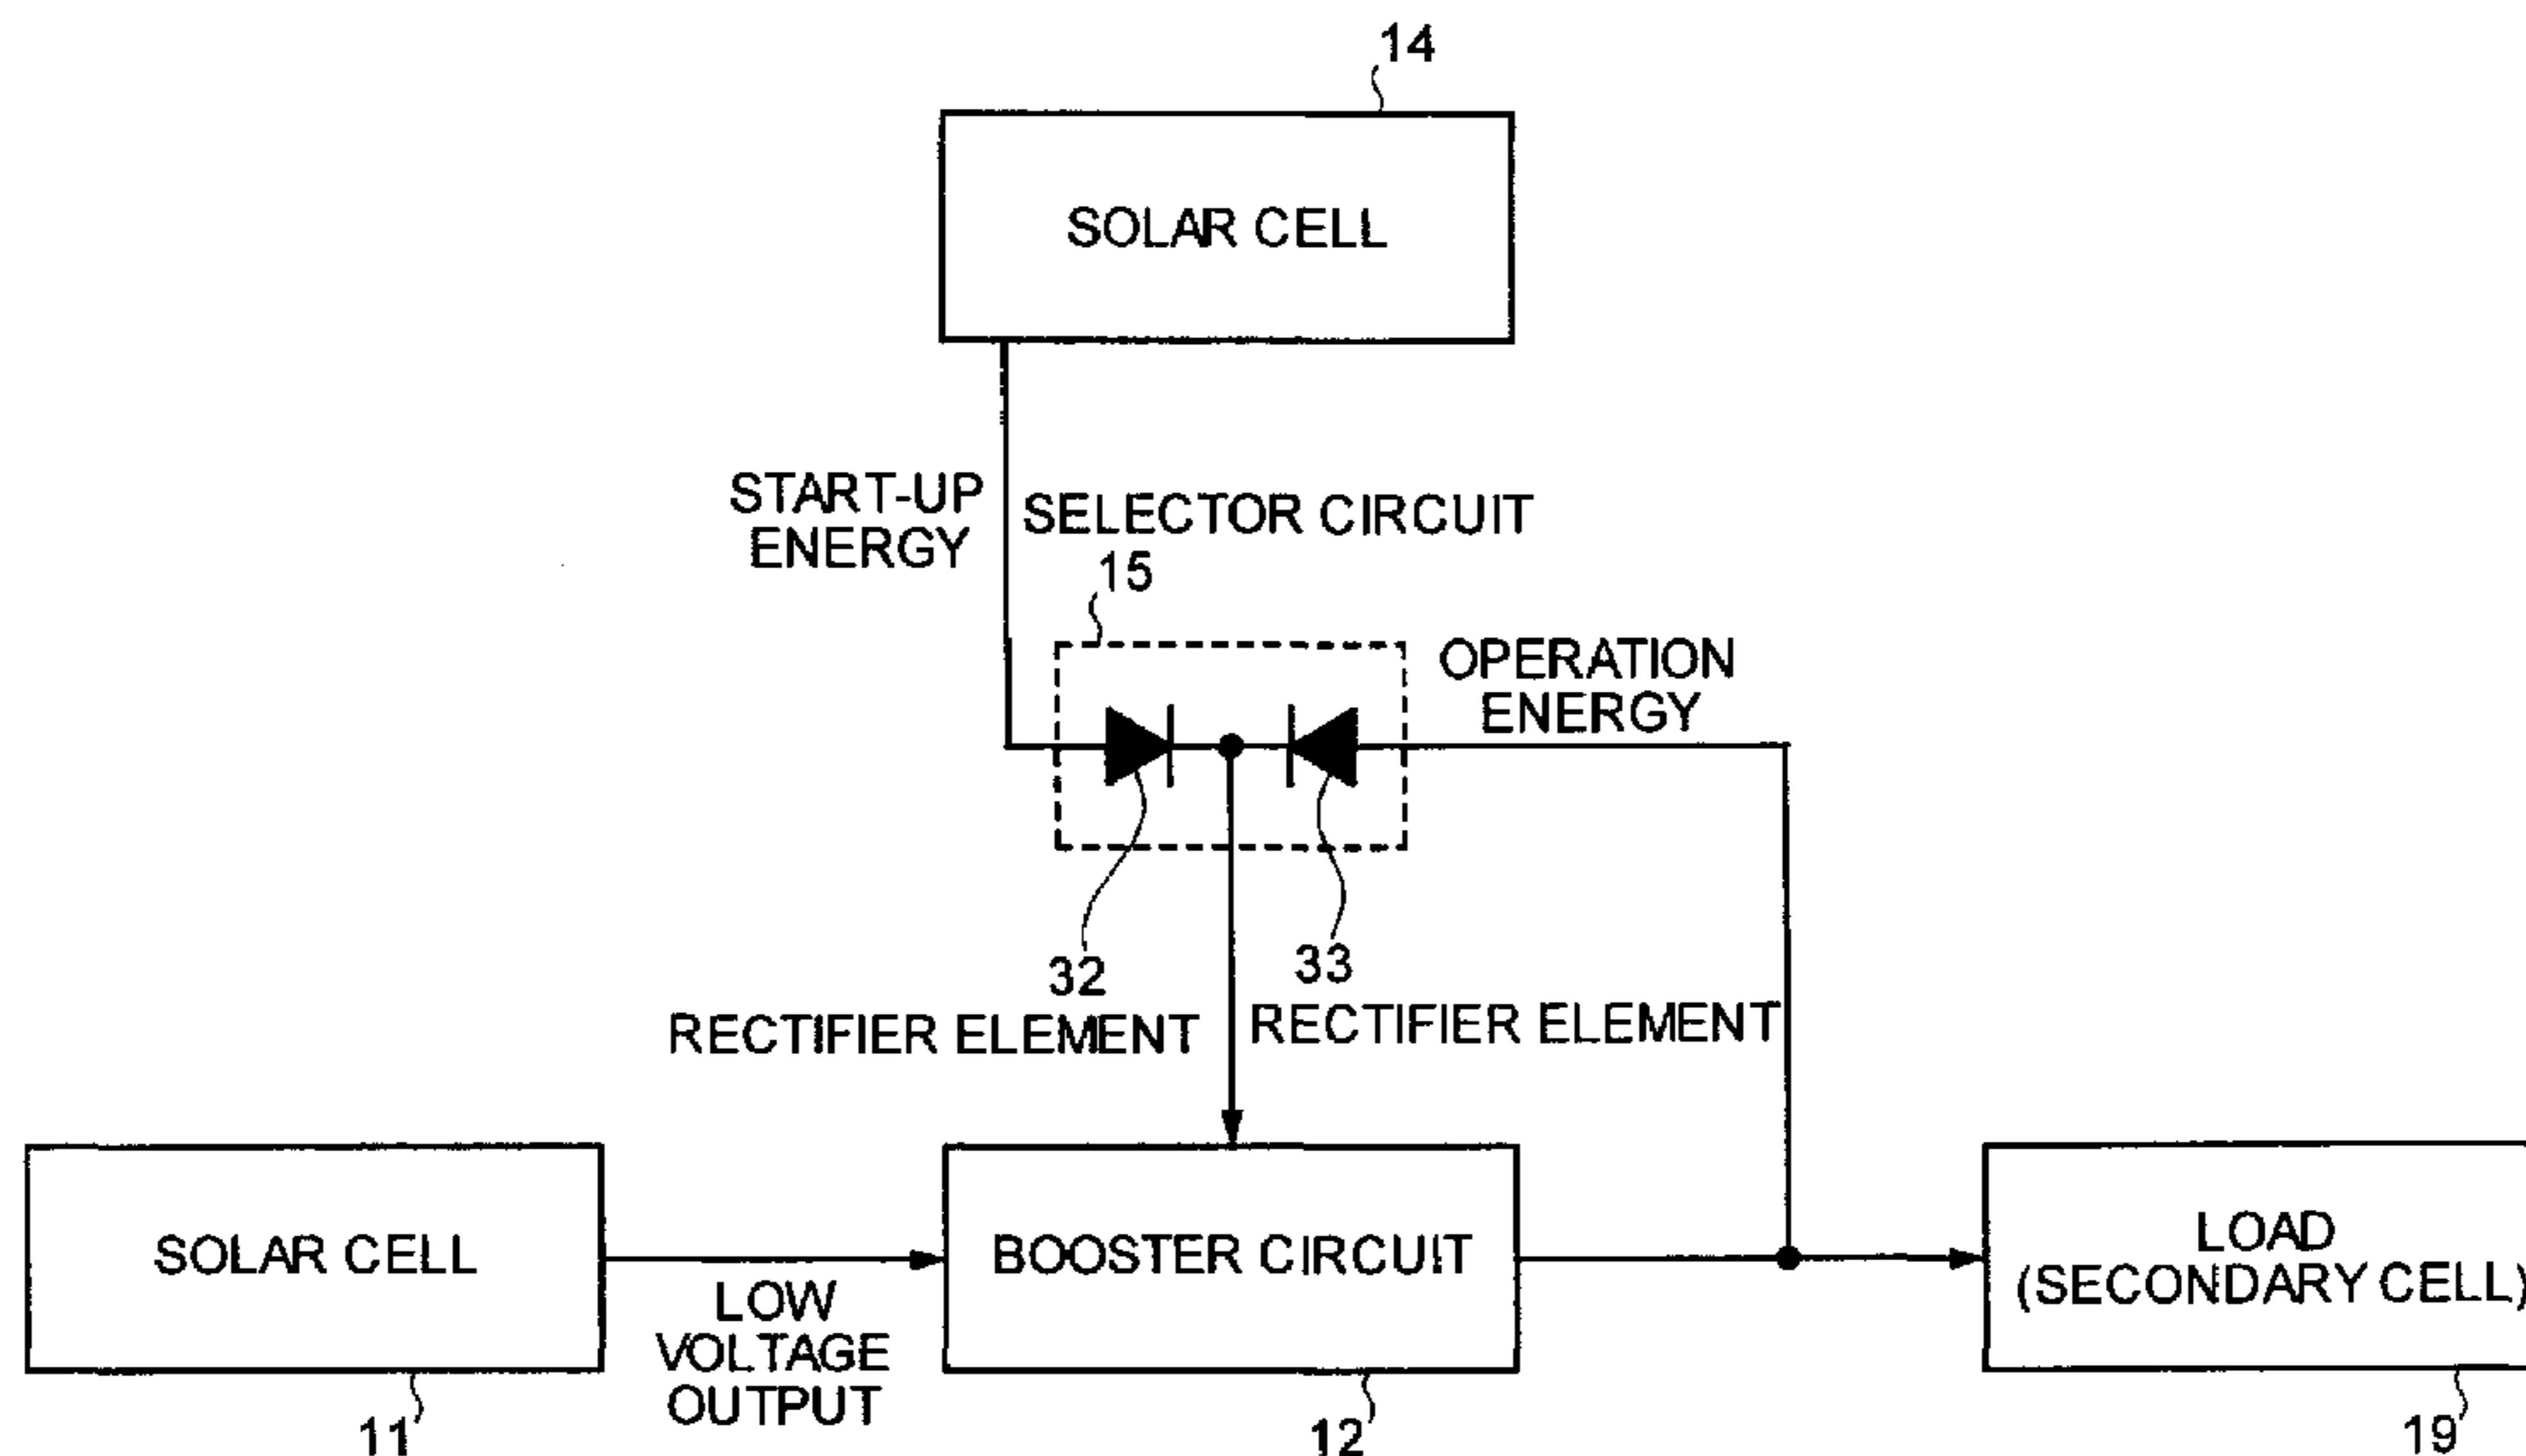 14
SOLAR CELL
START-UP
ENERGY
SELECTOR CIRCUIT
15
OPERATION
ENERGY
32
RECTIFIER ELEMENT
33
RECTIFIER ELEMENT
SOLAR CELL
11
LOW
VOLTAGE
OUTPUT
BOOSTER CIRCUIT
12
LOAD
(SECONDARY CELL)
19